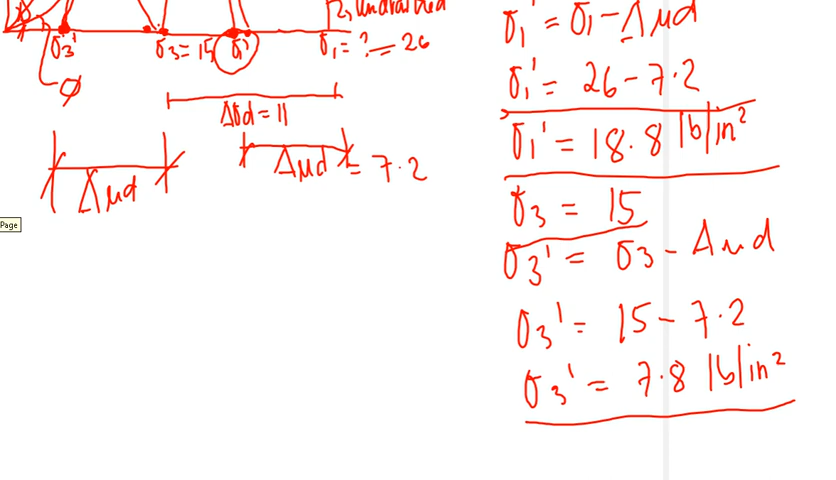 σ₃'
σ₃ = 15
σ₁'
σ₁ = ? = 26
φ
Δσd = 11
Δud
Δud = 7.2
Page
σ₁' = σ₁ - Δud
σ₁' = 26 - 7.2
σ₁' = 18.8 lb/in²
σ₃ = 15
σ₃' = σ₃ - Δud
σ₃' = 15 - 7.2
σ₃' = 7.8 lb/in²